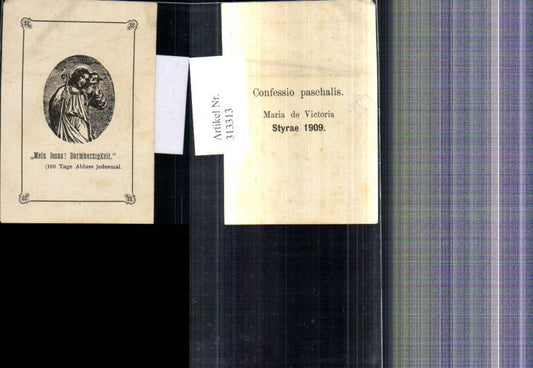 „Mein Jesus! Barmherzigkeit."
(100 Tage Ablass jedesmal.
Artikel Nr.
313313
Confessio paschalis.
Maria de Victoria
Styrae 1909.